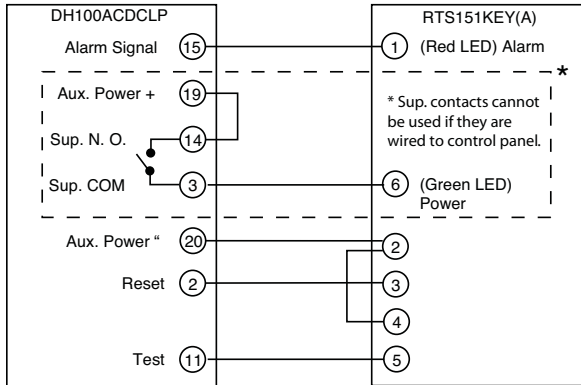 DH100ACDCLP
RTS151KEY(A)
Alarm Signal 15
1 (Red LED) Alarm
*
Aux. Power + 19
* Sup. contacts cannot
be used if they are
wired to control panel.
Sup. N. O. 14
Sup. COM 3
6 (Green LED)
Power
Aux. Power “ 20
2
Reset 2
3
4
Test 11
5